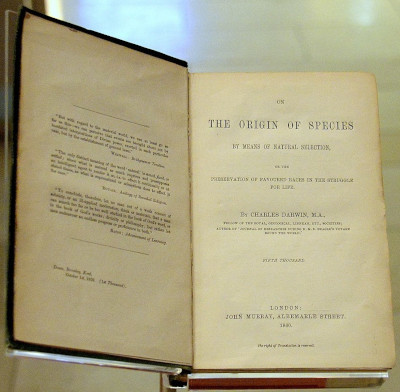 "But with regard to the material world, we can at least go so
far as this—we can perceive that events are brought about not by
insulated interpositions of Divine power, exerted in each particular
case, but by the establishment of general laws."
Whewell: Bridgewater Treatise.
"The only distinct meaning of the word 'natural' is stated, fixed, or
settled; since what is natural as much requires and presupposes
an intelligent agent to render it so, i.e. to effect it continually or at
stated times, as what is supernatural or miraculous does to effect it
for once."
Butler: Analogy of Revealed Religion.
"To conclude, therefore, let no man out of a weak conceit of
sobriety, or an ill-applied moderation, think or maintain, that a man
can search too far or be too well studied in the book of God's word,
or in the book of God's works; divinity or philosophy; but rather let
men endeavour an endless progress or proficience in both."
Bacon: Advancement of Learning.
Down, Bromley, Kent,
October 1st, 1859. (1st Thousand).
ON
THE ORIGIN OF SPECIES
BY MEANS OF NATURAL SELECTION,
OR THE
PRESERVATION OF FAVOURED RACES IN THE STRUGGLE
FOR LIFE.
By CHARLES DARWIN, M.A.,
FELLOW OF THE ROYAL, GEOLOGICAL, LINNEAN, ETC., SOCIETIES;
AUTHOR OF 'JOURNAL OF RESEARCHES DURING H. M. S. BEAGLE'S VOYAGE
ROUND THE WORLD.'
FIFTH THOUSAND.
LONDON:
JOHN MURRAY, ALBEMARLE STREET.
1860.
The right of Translation is reserved.